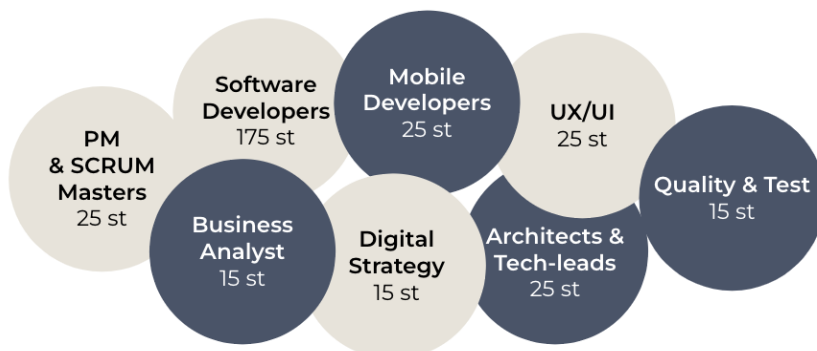 PM
& SCRUM
Masters
25 st
Software
Developers
175 st
Mobile
Developers
25 st
UX/UI
25 st
Quality & Test
15 st
Business
Analyst
15 st
Digital
Strategy
15 st
Architects &
Tech-leads
25 st